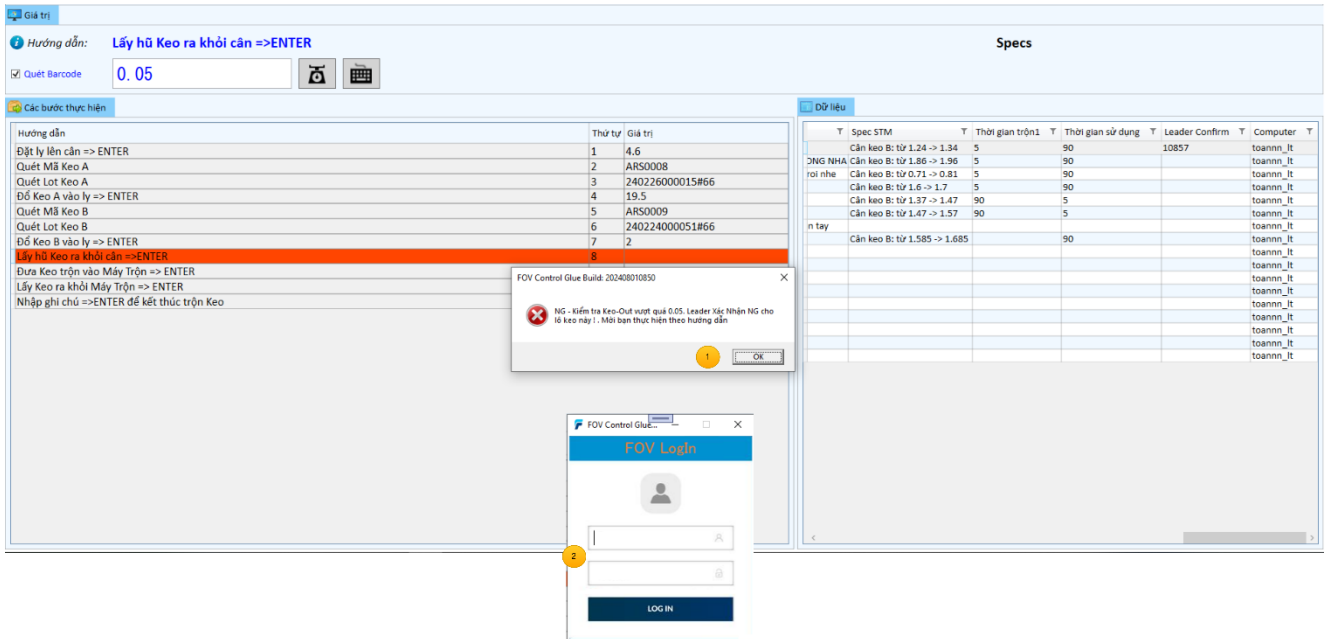 Giá trị
Hướng dẫn: Lấy hũ Keo ra khỏi cân =>ENTER Specs
Quét Barcode 0.05
Các bước thực hiện
Dữ liệu
Hướng dẫn Thứ tự Giá trị
Đặt ly lên cân => ENTER 1 4.6
Quét Mã Keo A 2 ARS0008
Quét Lot Keo A 3 240226000015#66
Đổ Keo A vào ly => ENTER 4 19.5
Quét Mã Keo B 5 ARS0009
Quét Lot Keo B 6 240224000051#66
Đổ Keo B vào ly => ENTER 7 2
Lấy hũ Keo ra khỏi cân =>ENTER 8
Đưa Keo trộn vào Máy Trộn => ENTER
Lấy Keo ra khỏi Máy Trộn => ENTER
Nhập ghi chú =>ENTER để kết thúc trộn Keo
Spec STM Thời gian trộn1 Thời gian sử dụng Leader Confirm Computer
Cân keo B: từ 1.24 -> 1.34 5 90 10857 toannn_lt
ONG NHA Cân keo B: từ 1.86 -> 1.96 5 90 toannn_lt
roi nhe Cân keo B: từ 0.71 -> 0.81 5 90 toannn_lt
Cân keo B: từ 1.6 -> 1.7 5 90 toannn_lt
Cân keo B: từ 1.37 -> 1.47 90 5 toannn_lt
Cân keo B: từ 1.47 -> 1.57 90 5 toannn_lt
n tay toannn_lt
Cân keo B: từ 1.585 -> 1.685 90 toannn_lt
toannn_lt
toannn_lt
toannn_lt
toannn_lt
toannn_lt
toannn_lt
toannn_lt
toannn_lt
toannn_lt
FOV Control Glue Build: 202408010850
NG - Kiểm tra Keo-Out vượt quá 0.05. Leader Xác Nhận NG cho
lô keo này ! . Mời bạn thực hiện theo hướng dẫn
1 OK
FOV Control Glue...
FOV Login
2
LOG IN